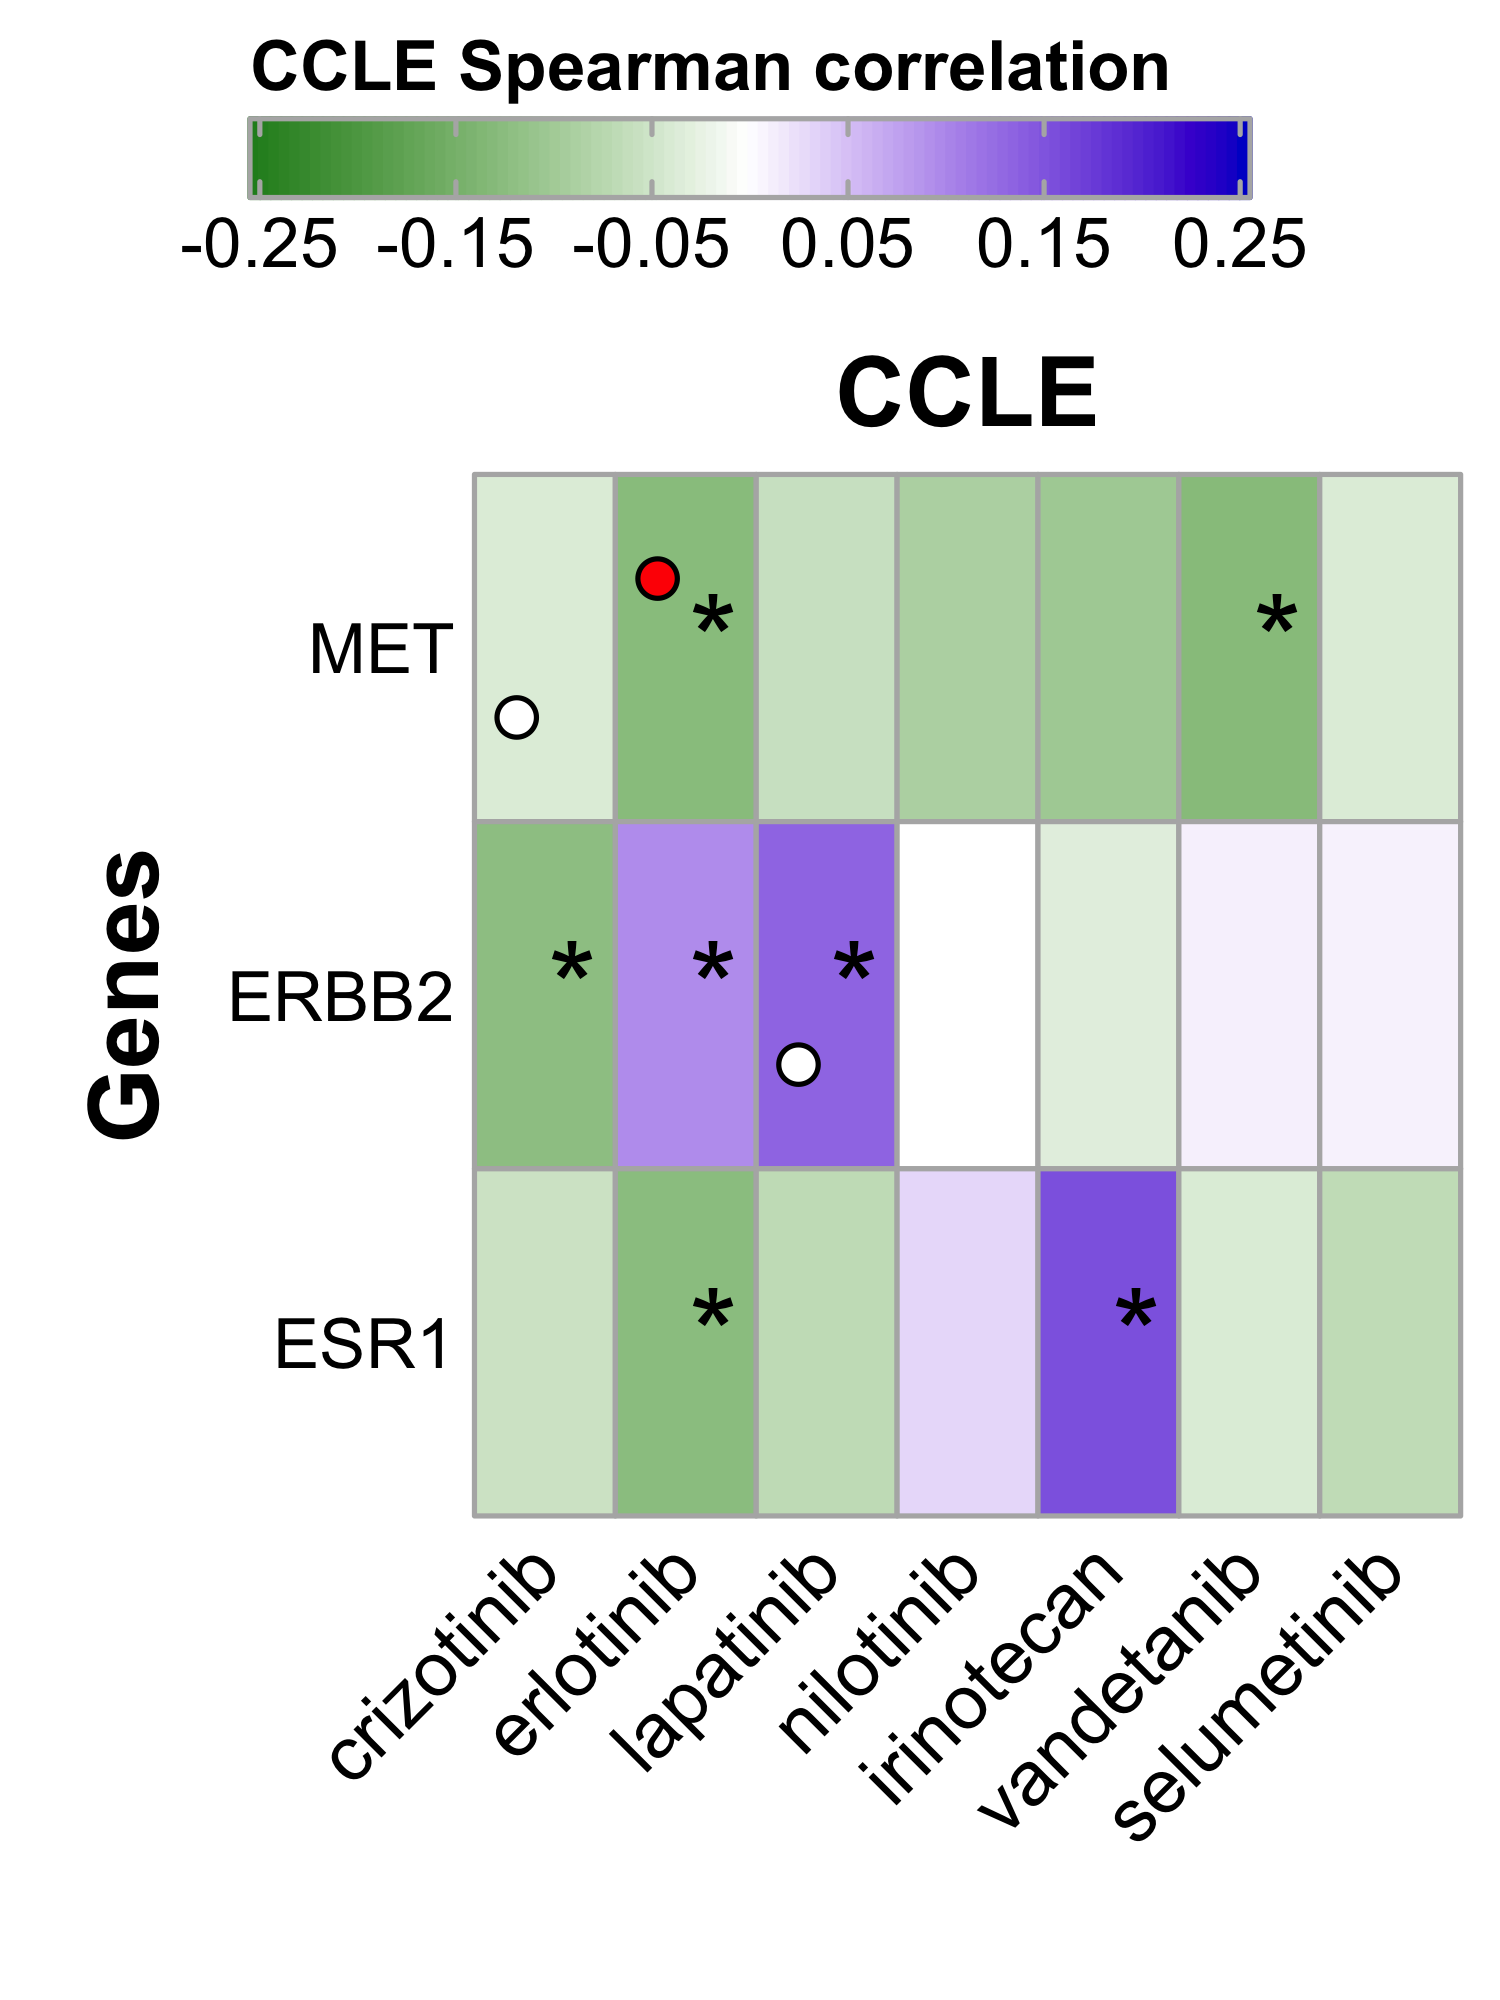 CCLE Spearman correlation
-0.25 -0.15 -0.05 0.05 0.15 0.25
CCLE
Genes
MET
* *
ERBB2
* * *
ESR1
* *
crizotinib erlotinib lapatinib nilotinib irinotecan vandetanib selumetinib